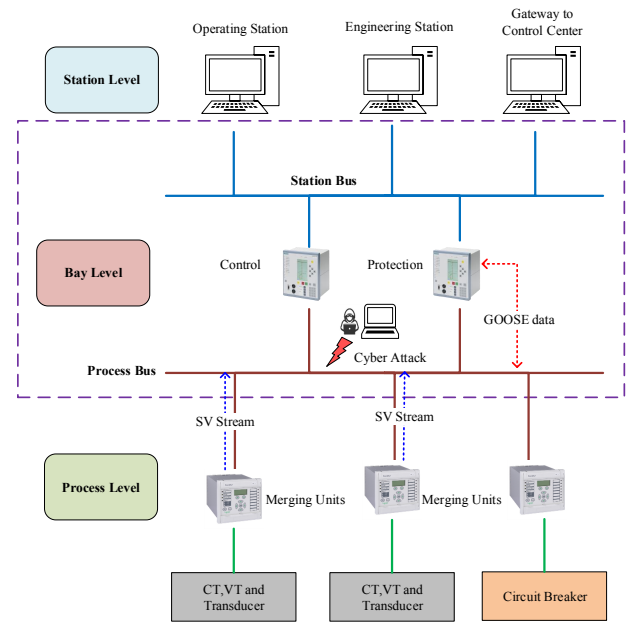 Operating Station
Engineering Station
Gateway to
Control Center
Station Level
Station Bus
Bay Level
Control
Protection
GOOSE data
Cyber Attack
Process Bus
SV Stream
SV Stream
Process Level
Merging Units
Merging Units
CT,VT and
Transducer
CT,VT and
Transducer
Circuit Breaker